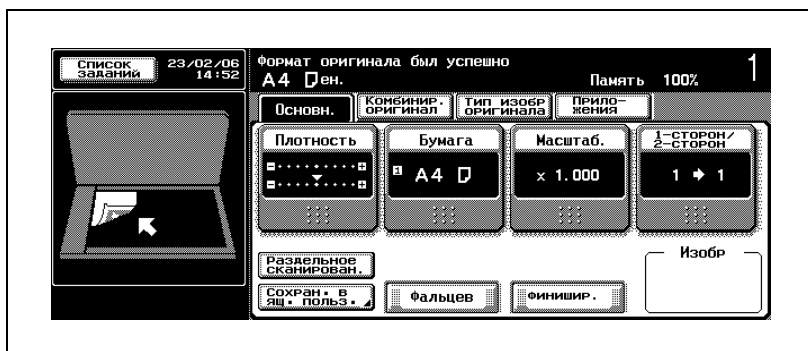 Список
заданий
23/02/06
14:52
Формат оригинала был успешно
A4 ен.
Память 100%
1
Основн.
Комбинир.
оригинал
Тип изобр
оригинала
Прило-
жения
Плотность
Бумага
Масштаб.
1-сторон/
2-сторон
1 A4
× 1.000
1 → 1
Раздельное
сканирован.
Изобр
Сохран. в
ящ. польз.
Фальцев
Финишир.